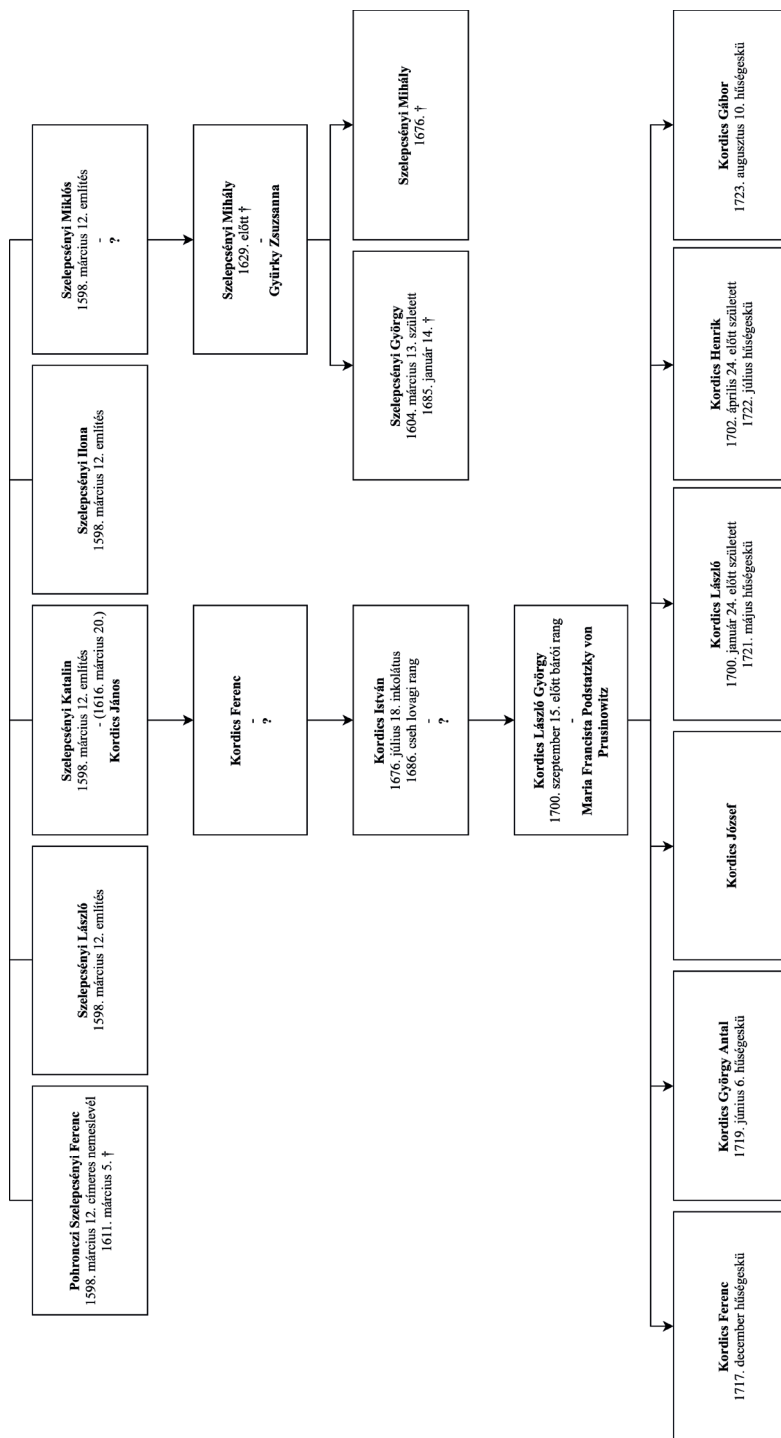 Pohronczi Szelepcsényi Ferenc
1598. március 12. címeres nemeslevél
1611. március 5. †
Szelepcsényi László
1598. március 12. említés
Szelepcsényi Katalin
1598. március 12. említés
- (1616. március 20.)
Kordics János
Szelepcsényi Ilona
1598. március 12. említés
Szelepcsényi Miklós
1598. március 12. említés
-
?
Kordics Ferenc
-
?
Szelepcsényi Mihály
1629. előtt †
-
Gyürky Zsuzsanna
Kordics István
1676. július 18. inkolátus
1686. cseh lovagi rang
-
?
Szelepcsényi György
1604. március 13. született
1685. január 14. †
Szelepcsényi Mihály
1676. †
Kordics László György
1700. szeptember 15. előtt bárói rang
-
Maria Francista Podstatzky von
Prusinowitz
Kordics Ferenc
1717. december hűségeskü
Kordics György Antal
1719. június 6. hűségeskü
Kordics József
Kordics László
1700. január 24. előtt született
1721. május hűségeskü
Kordics Henrik
1702. április 24. előtt született
1722. július hűségeskü
Kordics Gábor
1723. augusztus 10. hűségeskü